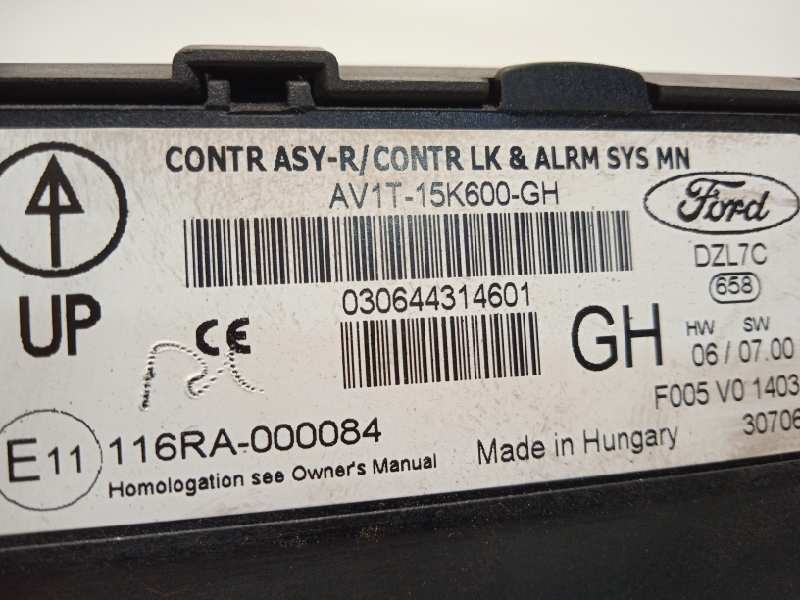 CONTR ASY-R/CONTR LK & ALRM SYS MN
AV1T-15K600-GH
Ford
DZL7C
658
UP
CE
030644314601
GH
HW SW
06 / 07.00
F005 V0 1403
30706
E11
116RA-000084
Homologation see Owner's Manual
Made in Hungary